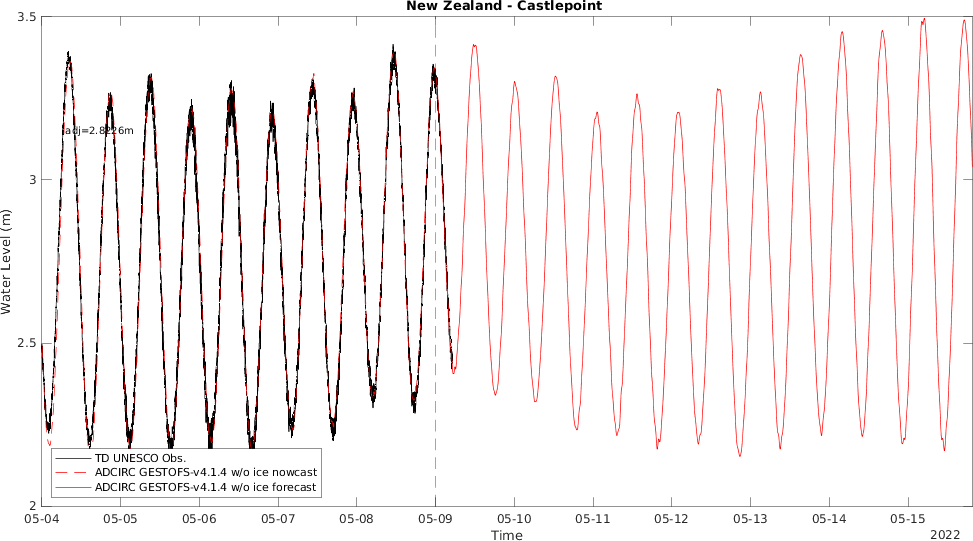 New Zealand - Castlepoint
3.5
3
2.5
2
Water Level (m)
adj=2.8226m
TD UNESCO Obs.
ADCIRC GESTOFS-v4.1.4 w/o ice nowcast
ADCIRC GESTOFS-v4.1.4 w/o ice forecast
05-04 05-05 05-06 05-07 05-08 05-09 05-10 05-11 05-12 05-13 05-14 05-15
Time
2022